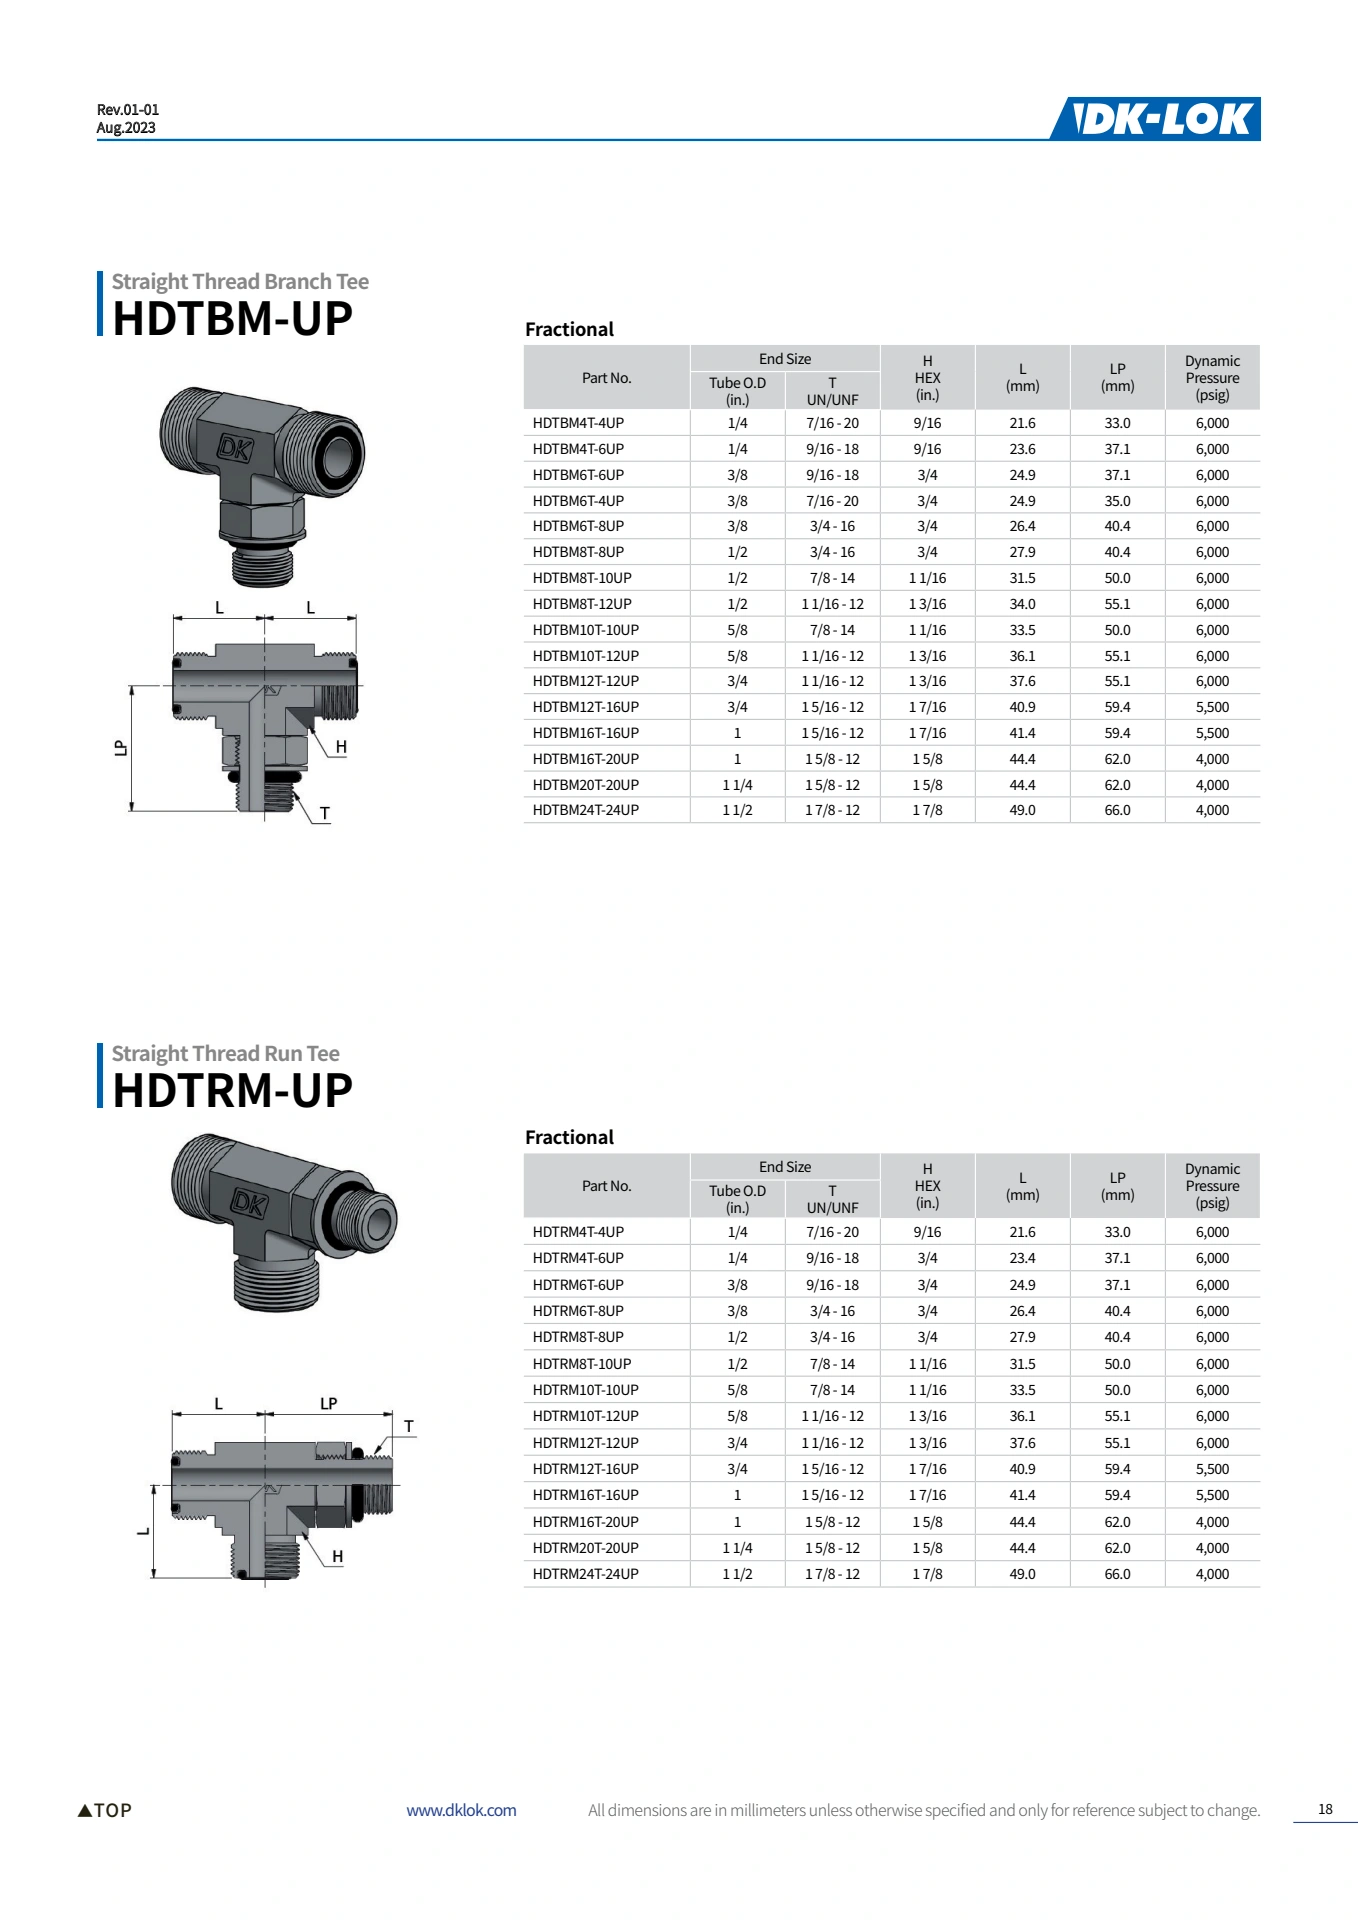 Rev.01-01
Aug.2023
DK-LOK
Straight Thread Branch Tee
HDTBM-UP
Fractional
Part No. End Size H HEX (in.) L (mm) LP (mm) Dynamic Pressure (psig)
Tube O.D (in.) T UN/UNF
HDTBM4T-4UP 1/4 7/16 - 20 9/16 21.6 33.0 6,000
HDTBM4T-6UP 1/4 9/16 - 18 9/16 23.6 37.1 6,000
HDTBM6T-6UP 3/8 9/16 - 18 3/4 24.9 37.1 6,000
HDTBM6T-4UP 3/8 7/16 - 20 3/4 24.9 35.0 6,000
HDTBM6T-8UP 3/8 3/4 - 16 3/4 26.4 40.4 6,000
HDTBM8T-8UP 1/2 3/4 - 16 3/4 27.9 40.4 6,000
HDTBM8T-10UP 1/2 7/8 - 14 1 1/16 31.5 50.0 6,000
HDTBM8T-12UP 1/2 1 1/16 - 12 1 3/16 34.0 55.1 6,000
HDTBM10T-10UP 5/8 7/8 - 14 1 1/16 33.5 50.0 6,000
HDTBM10T-12UP 5/8 1 1/16 - 12 1 3/16 36.1 55.1 6,000
HDTBM12T-12UP 3/4 1 1/16 - 12 1 3/16 37.6 55.1 6,000
HDTBM12T-16UP 3/4 1 5/16 - 12 1 7/16 40.9 59.4 5,500
HDTBM16T-16UP 1 1 5/16 - 12 1 7/16 41.4 59.4 5,500
HDTBM16T-20UP 1 1 5/8 - 12 1 5/8 44.4 62.0 4,000
HDTBM20T-20UP 1 1/4 1 5/8 - 12 1 5/8 44.4 62.0 4,000
HDTBM24T-24UP 1 1/2 1 7/8 - 12 1 7/8 49.0 66.0 4,000
DK
L L
LP
H
T
Straight Thread Run Tee
HDTRM-UP
Fractional
Part No. End Size H HEX (in.) L (mm) LP (mm) Dynamic Pressure (psig)
Tube O.D (in.) T UN/UNF
HDTRM4T-4UP 1/4 7/16 - 20 9/16 21.6 33.0 6,000
HDTRM4T-6UP 1/4 9/16 - 18 3/4 23.4 37.1 6,000
HDTRM6T-6UP 3/8 9/16 - 18 3/4 24.9 37.1 6,000
HDTRM6T-8UP 3/8 3/4 - 16 3/4 26.4 40.4 6,000
HDTRM8T-8UP 1/2 3/4 - 16 3/4 27.9 40.4 6,000
HDTRM8T-10UP 1/2 7/8 - 14 1 1/16 31.5 50.0 6,000
HDTRM10T-10UP 5/8 7/8 - 14 1 1/16 33.5 50.0 6,000
HDTRM10T-12UP 5/8 1 1/16 - 12 1 3/16 36.1 55.1 6,000
HDTRM12T-12UP 3/4 1 1/16 - 12 1 3/16 37.6 55.1 6,000
HDTRM12T-16UP 3/4 1 5/16 - 12 1 7/16 40.9 59.4 5,500
HDTRM16T-16UP 1 1 5/16 - 12 1 7/16 41.4 59.4 5,500
HDTRM16T-20UP 1 1 5/8 - 12 1 5/8 44.4 62.0 4,000
HDTRM20T-20UP 1 1/4 1 5/8 - 12 1 5/8 44.4 62.0 4,000
HDTRM24T-24UP 1 1/2 1 7/8 - 12 1 7/8 49.0 66.0 4,000
DK
L LP
T
L
H
▲TOP www.dklok.com All dimensions are in millimeters unless otherwise specified and only for reference subject to change. 18